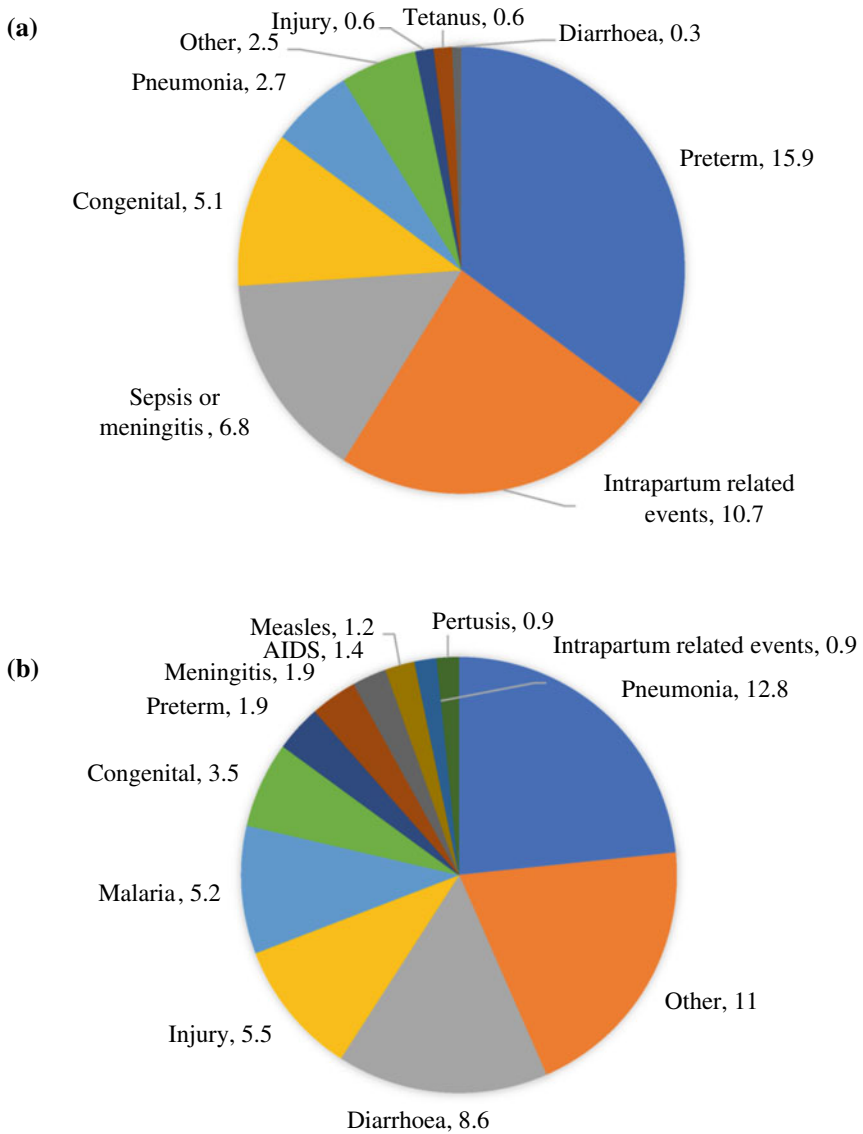 (a)
Injury, 0.6
Tetanus, 0.6
Diarrhoea, 0.3
Other, 2.5
Pneumonia, 2.7
Preterm, 15.9
Congenital, 5.1
Sepsis or
meningitis, 6.8
Intrapartum related
events, 10.7
(b)
Measles, 1.2
Pertusis, 0.9
AIDS, 1.4
Intrapartum related events, 0.9
Meningitis, 1.9
Pneumonia, 12.8
Preterm, 1.9
Congenital, 3.5
Malaria, 5.2
Other, 11
Injury, 5.5
Diarrhoea, 8.6